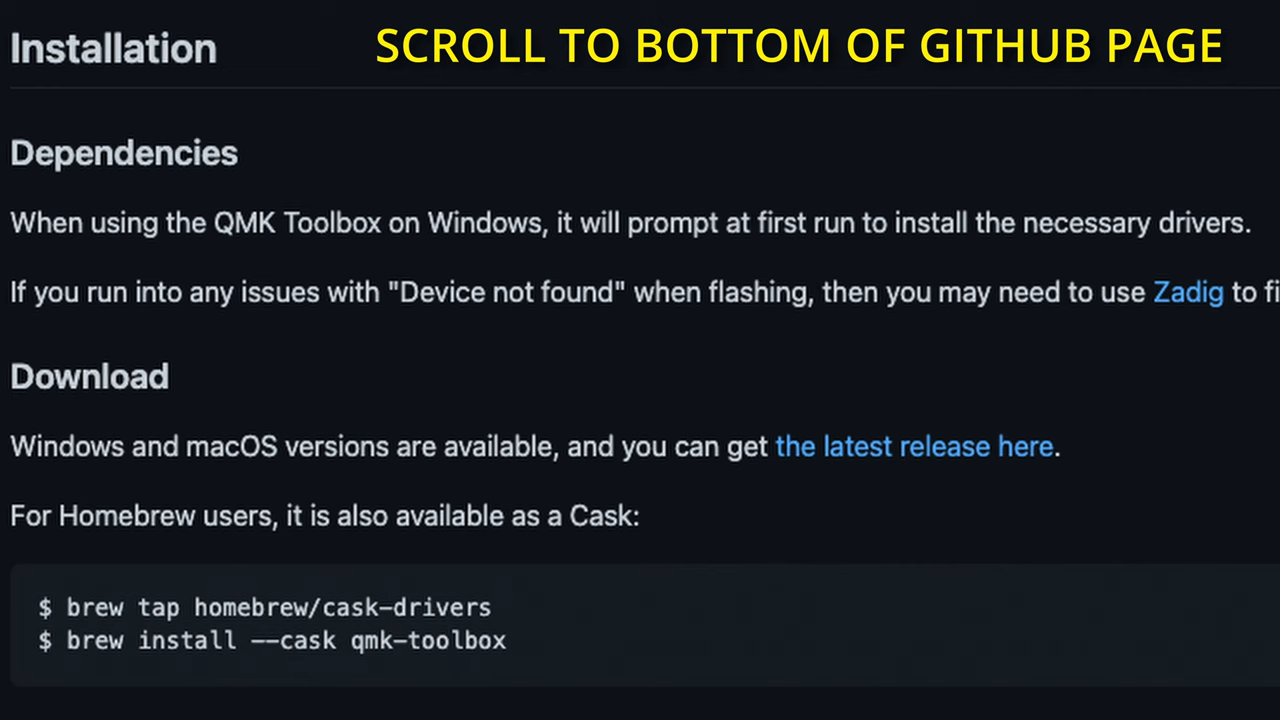 Installation
SCROLL TO BOTTOM OF GITHUB PAGE
Dependencies
When using the QMK Toolbox on Windows, it will prompt at first run to install the necessary drivers.
If you run into any issues with "Device not found" when flashing, then you may need to use Zadig to fi
Download
Windows and macOS versions are available, and you can get the latest release here.
For Homebrew users, it is also available as a Cask:
$ brew tap homebrew/cask-drivers
$ brew install --cask qmk-toolbox